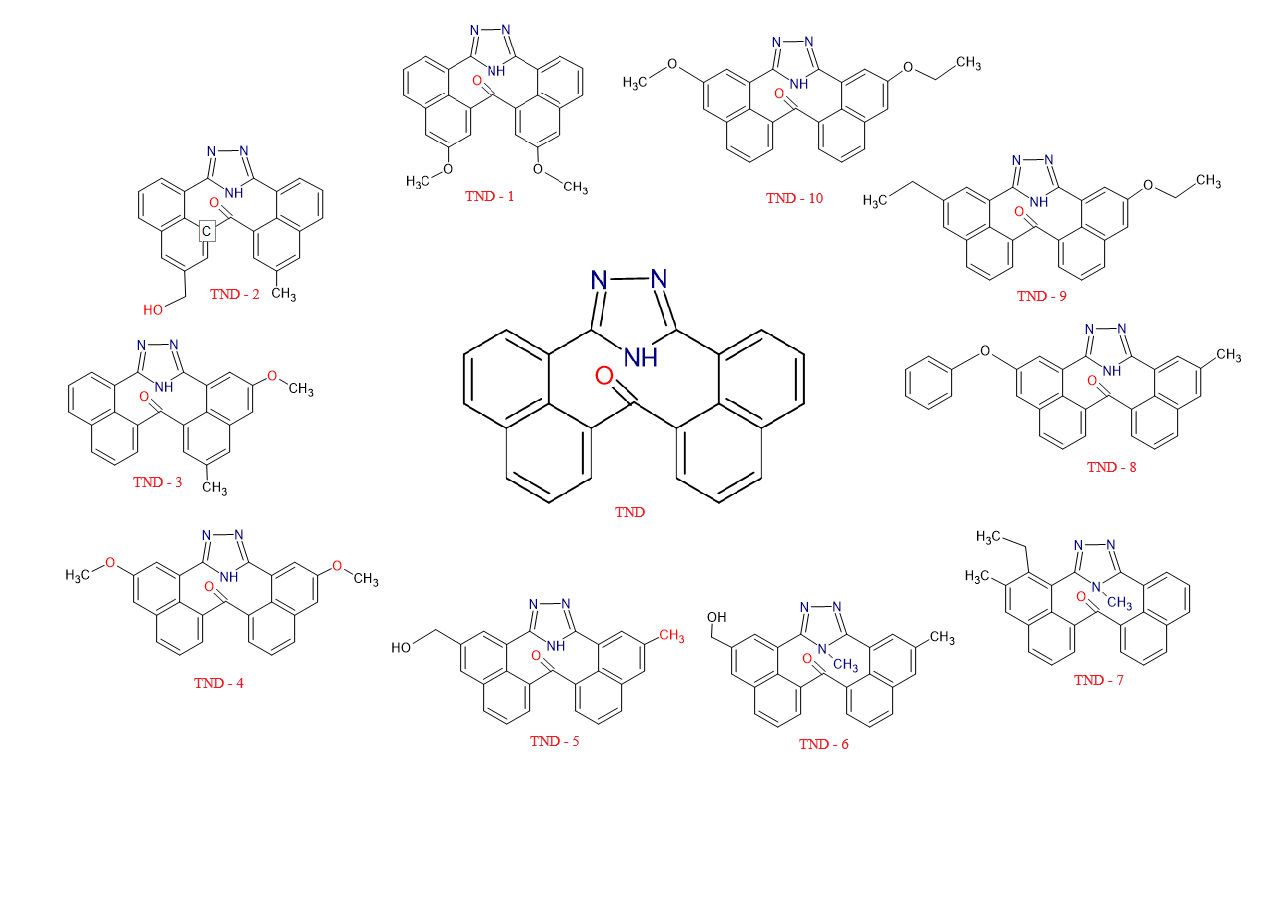 N N
NH
O
O
H₃C
O
CH₃
TND - 1
N N
NH
O
H₃C
O
O
CH₃
TND - 10
N N
NH
O
C
HO
CH₃
TND - 2
N N
NH
O
H₃C
O
CH₃
TND - 9
N N
NH
O
TND
N N
NH
O
O
CH₃
CH₃
TND - 3
N N
NH
O
O
CH₃
TND - 8
N N
NH
O
H₃C
O
O
CH₃
TND - 4
N N
NH
O
HO
CH₃
TND - 5
N N
N
CH₃
O
OH
CH₃
TND - 6
N N
N
CH₃
O
H₃C
H₃C
TND - 7